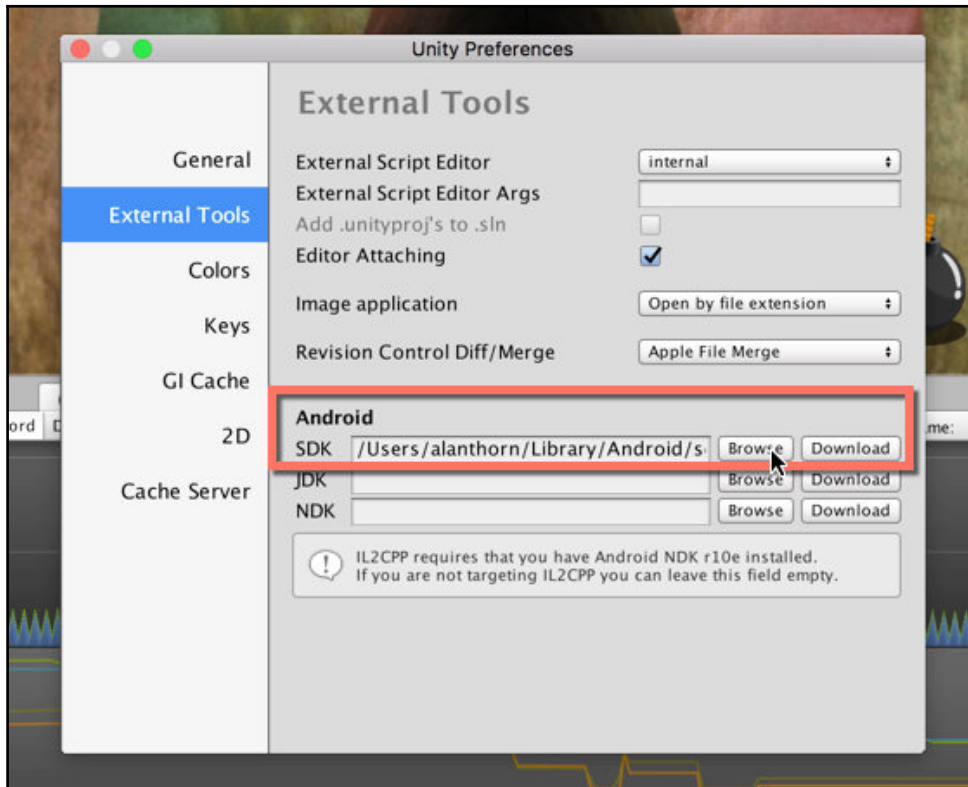 Unity Preferences
External Tools
General
External Tools
Colors
Keys
GI Cache
2D
Cache Server
External Script Editor internal
External Script Editor Args
Add .unityproj's to .sln
Editor Attaching
Image application Open by file extension
Revision Control Diff/Merge Apple File Merge
Android
SDK /Users/alanthorn/Library/Android/s Browse Download
JDK Browse Download
NDK Browse Download
IL2CPP requires that you have Android NDK r10e installed.
If you are not targeting IL2CPP you can leave this field empty.
ord
me: